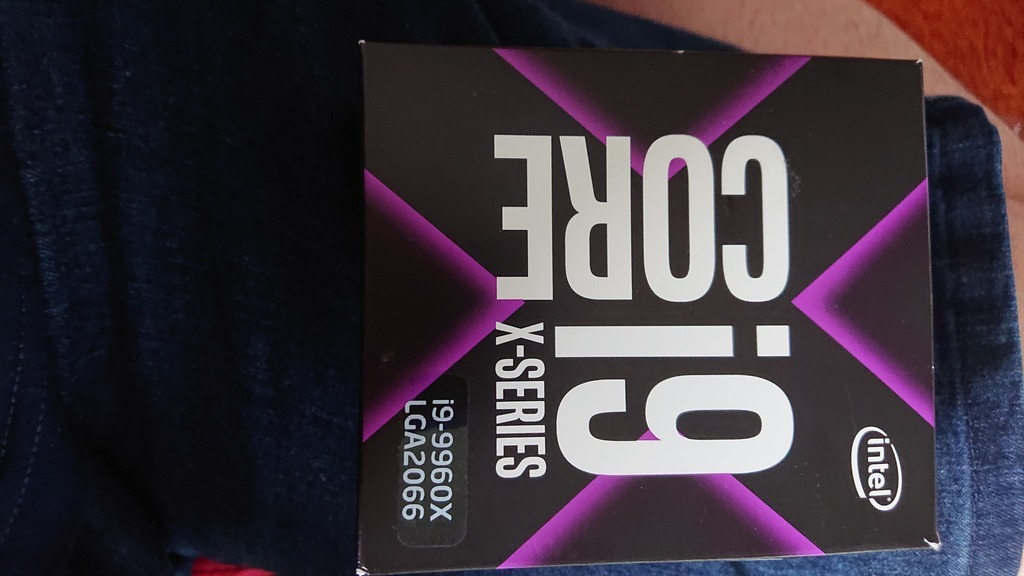 intel
CORE
i9
X-SERIES
i9-9960X
LGA2066